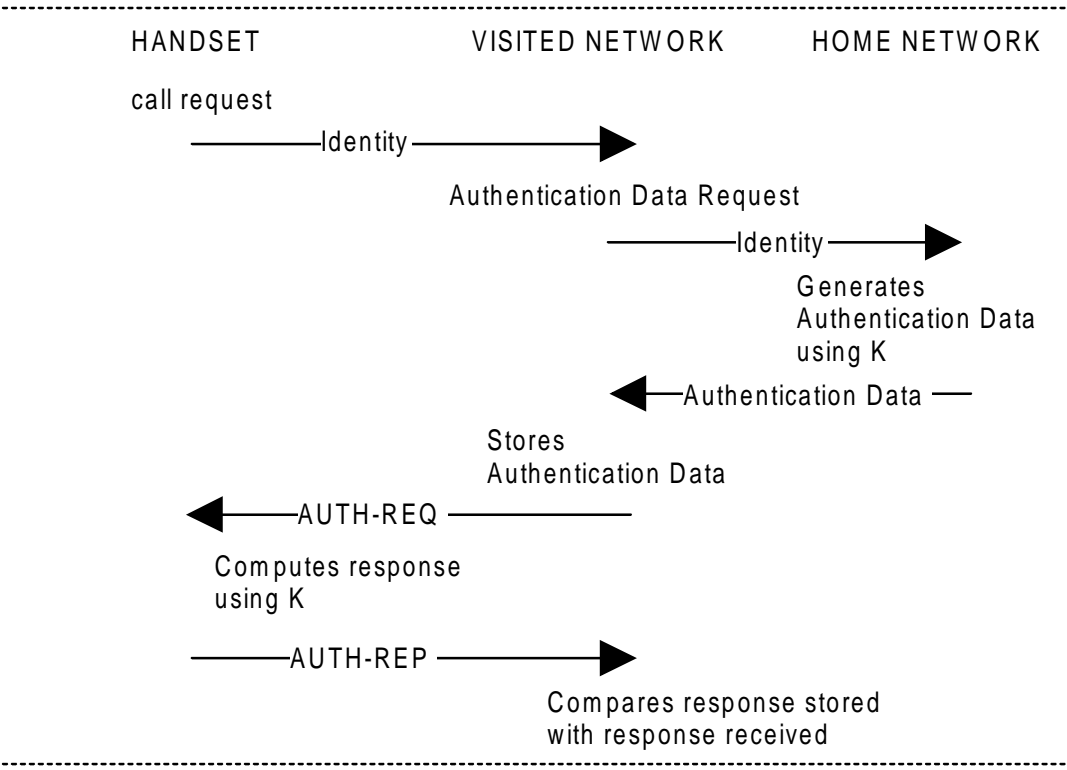 HANDSET VISITED NETWORK HOME NETWORK
call request
Identity
Authentication Data Request
Identity
Generates
Authentication Data
using K
Authentication Data
Stores
Authentication Data
AUTH-REQ
Computes response
using K
AUTH-REP
Compares response stored
with response received